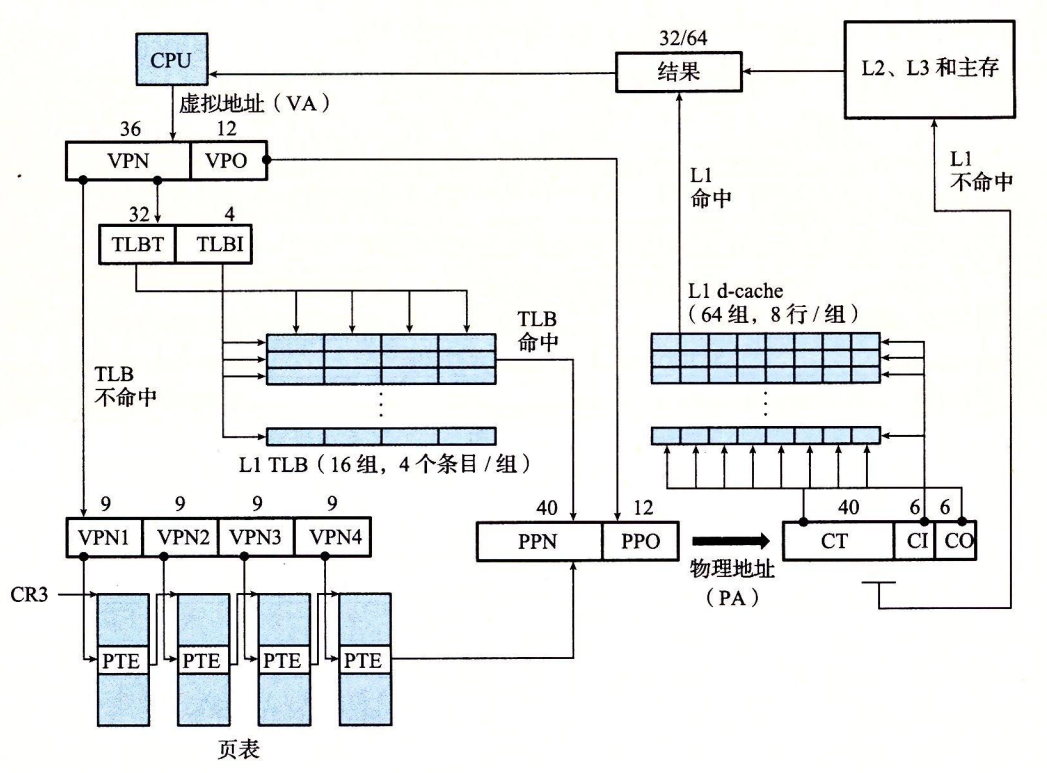 32/64
CPU
结果
L2、L3 和主存
虚拟地址（VA）
36
12
VPN
VPO
L1
命中
L1
不命中
32
4
TLBT
TLBI
L1 d-cache
（64 组，8 行 / 组）
TLB
命中
TLB
不命中
L1 TLB（16 组，4 个条目 / 组）
9
9
9
9
VPN1
VPN2
VPN3
VPN4
40
12
PPN
PPO
物理地址
（PA）
40
6
6
CT
CI
CO
CR3
PTE
PTE
PTE
PTE
页表